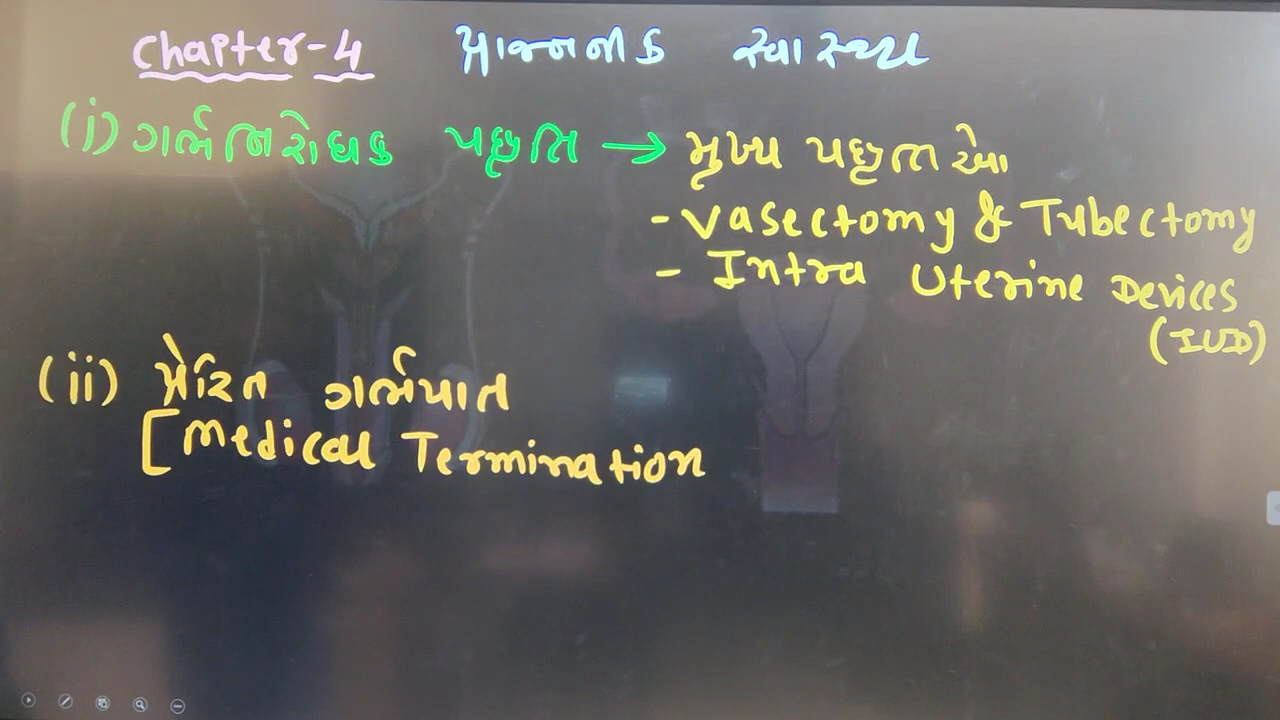 Chapter-4 પ્રાજનનીક સ્વાસ્થ્ય
(i) ગર્ભનિરોધક પદ્ધતિ → મુખ્ય પદ્ધતિઓ
- Vasectomy & Tubectomy
- Intra Uterine Devices
(IUD)
(ii) પ્રેરિત ગર્ભપાત
[Medical Termination